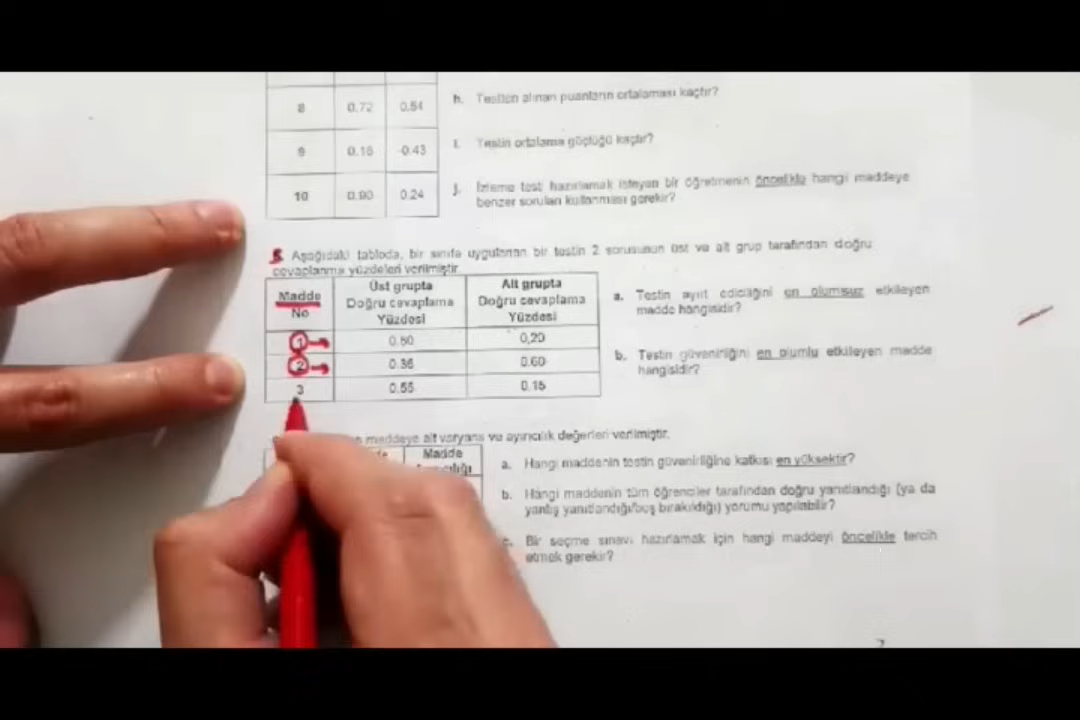 8 0.72 0.54
h. Testten alınan puanların ortalaması kaçtır?
9 0.16 -0.43
i. Testin ortalama güçlüğü kaçtır?
10 0.90 0.24
j. İzleme testi hazırlamak isteyen bir öğretmenin öncelikle hangi maddeye
benzer soruları kullanması gerekir?
5. Aşağıdaki tabloda, bir sınıfa uygulanan bir testin 2 sorusunun üst ve alt grup tarafından doğru
cevaplanma yüzdeleri verilmiştir.
Madde No Üst grupta Doğru cevaplama Yüzdesi Alt grupta Doğru cevaplama Yüzdesi
1 0.60 0,20
2 0.36 0.60
3 0.55 0.15
a. Testin ayırt ediciliğini en olumsuz etkileyen
madde hangisidir?
b. Testin güvenirliğini en olumlu etkileyen madde
hangisidir?
maddeye ait varyans ve ayırıcılık değerleri verilmiştir.
Madde
a. Hangi maddenin testin güvenirliğine katkısı en yüksektir?
b. Hangi maddenin tüm öğrenciler tarafından doğru yanıtlandığı (ya da
yanlış yanıtlandığı/boş bırakıldığı) yorumu yapılabilir?
c. Bir seçme sınavı hazırlamak için hangi maddeyi öncelikle tercih
etmek gerekir?